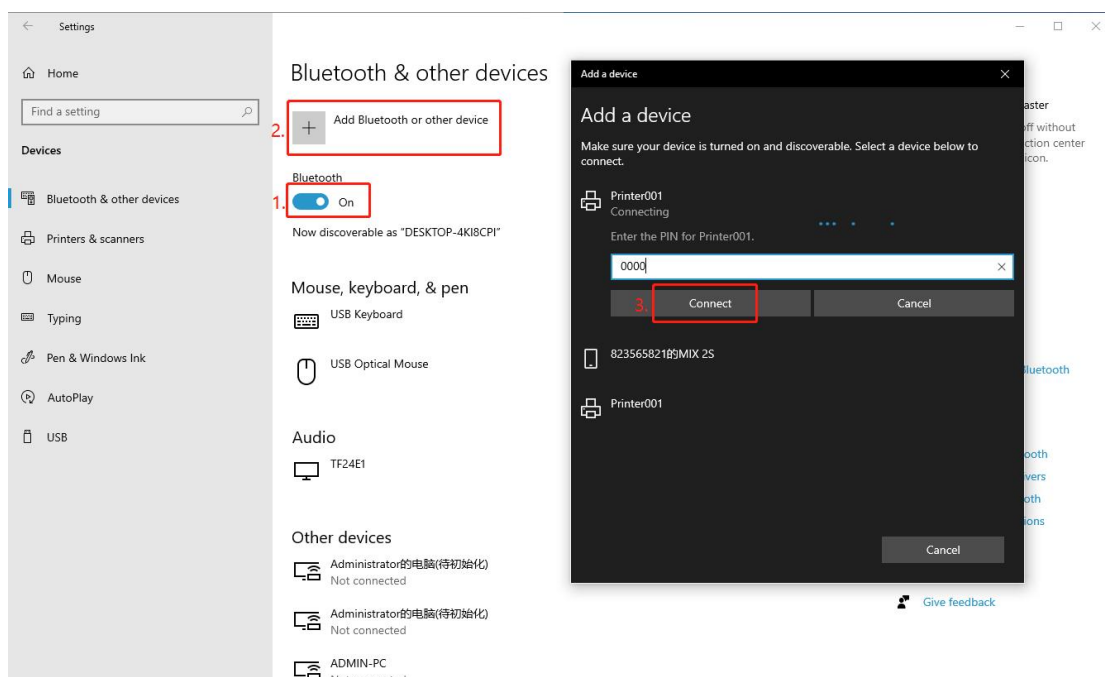 Settings
Home
Find a setting
Devices
Bluetooth & other devices
Printers & scanners
Mouse
Typing
Pen & Windows Ink
AutoPlay
USB
Bluetooth & other devices
2.
Add Bluetooth or other device
Bluetooth
1.
On
Now discoverable as "DESKTOP-4KI8CPI"
Mouse, keyboard, & pen
USB Keyboard
USB Optical Mouse
Audio
TF24E1
Other devices
Administrator的电脑(待初始化)
Not connected
Administrator的电脑(待初始化)
Not connected
ADMIN-PC
Add a device
Add a device
Make sure your device is turned on and discoverable. Select a device below to
connect.
Printer001
Connecting
Enter the PIN for Printer001.
0000
3.
Connect
Cancel
823565821的MIX 2S
Printer001
Cancel
aster
off without
ction center
icon.
Bluetooth
ooth
vers
oth
ions
Give feedback